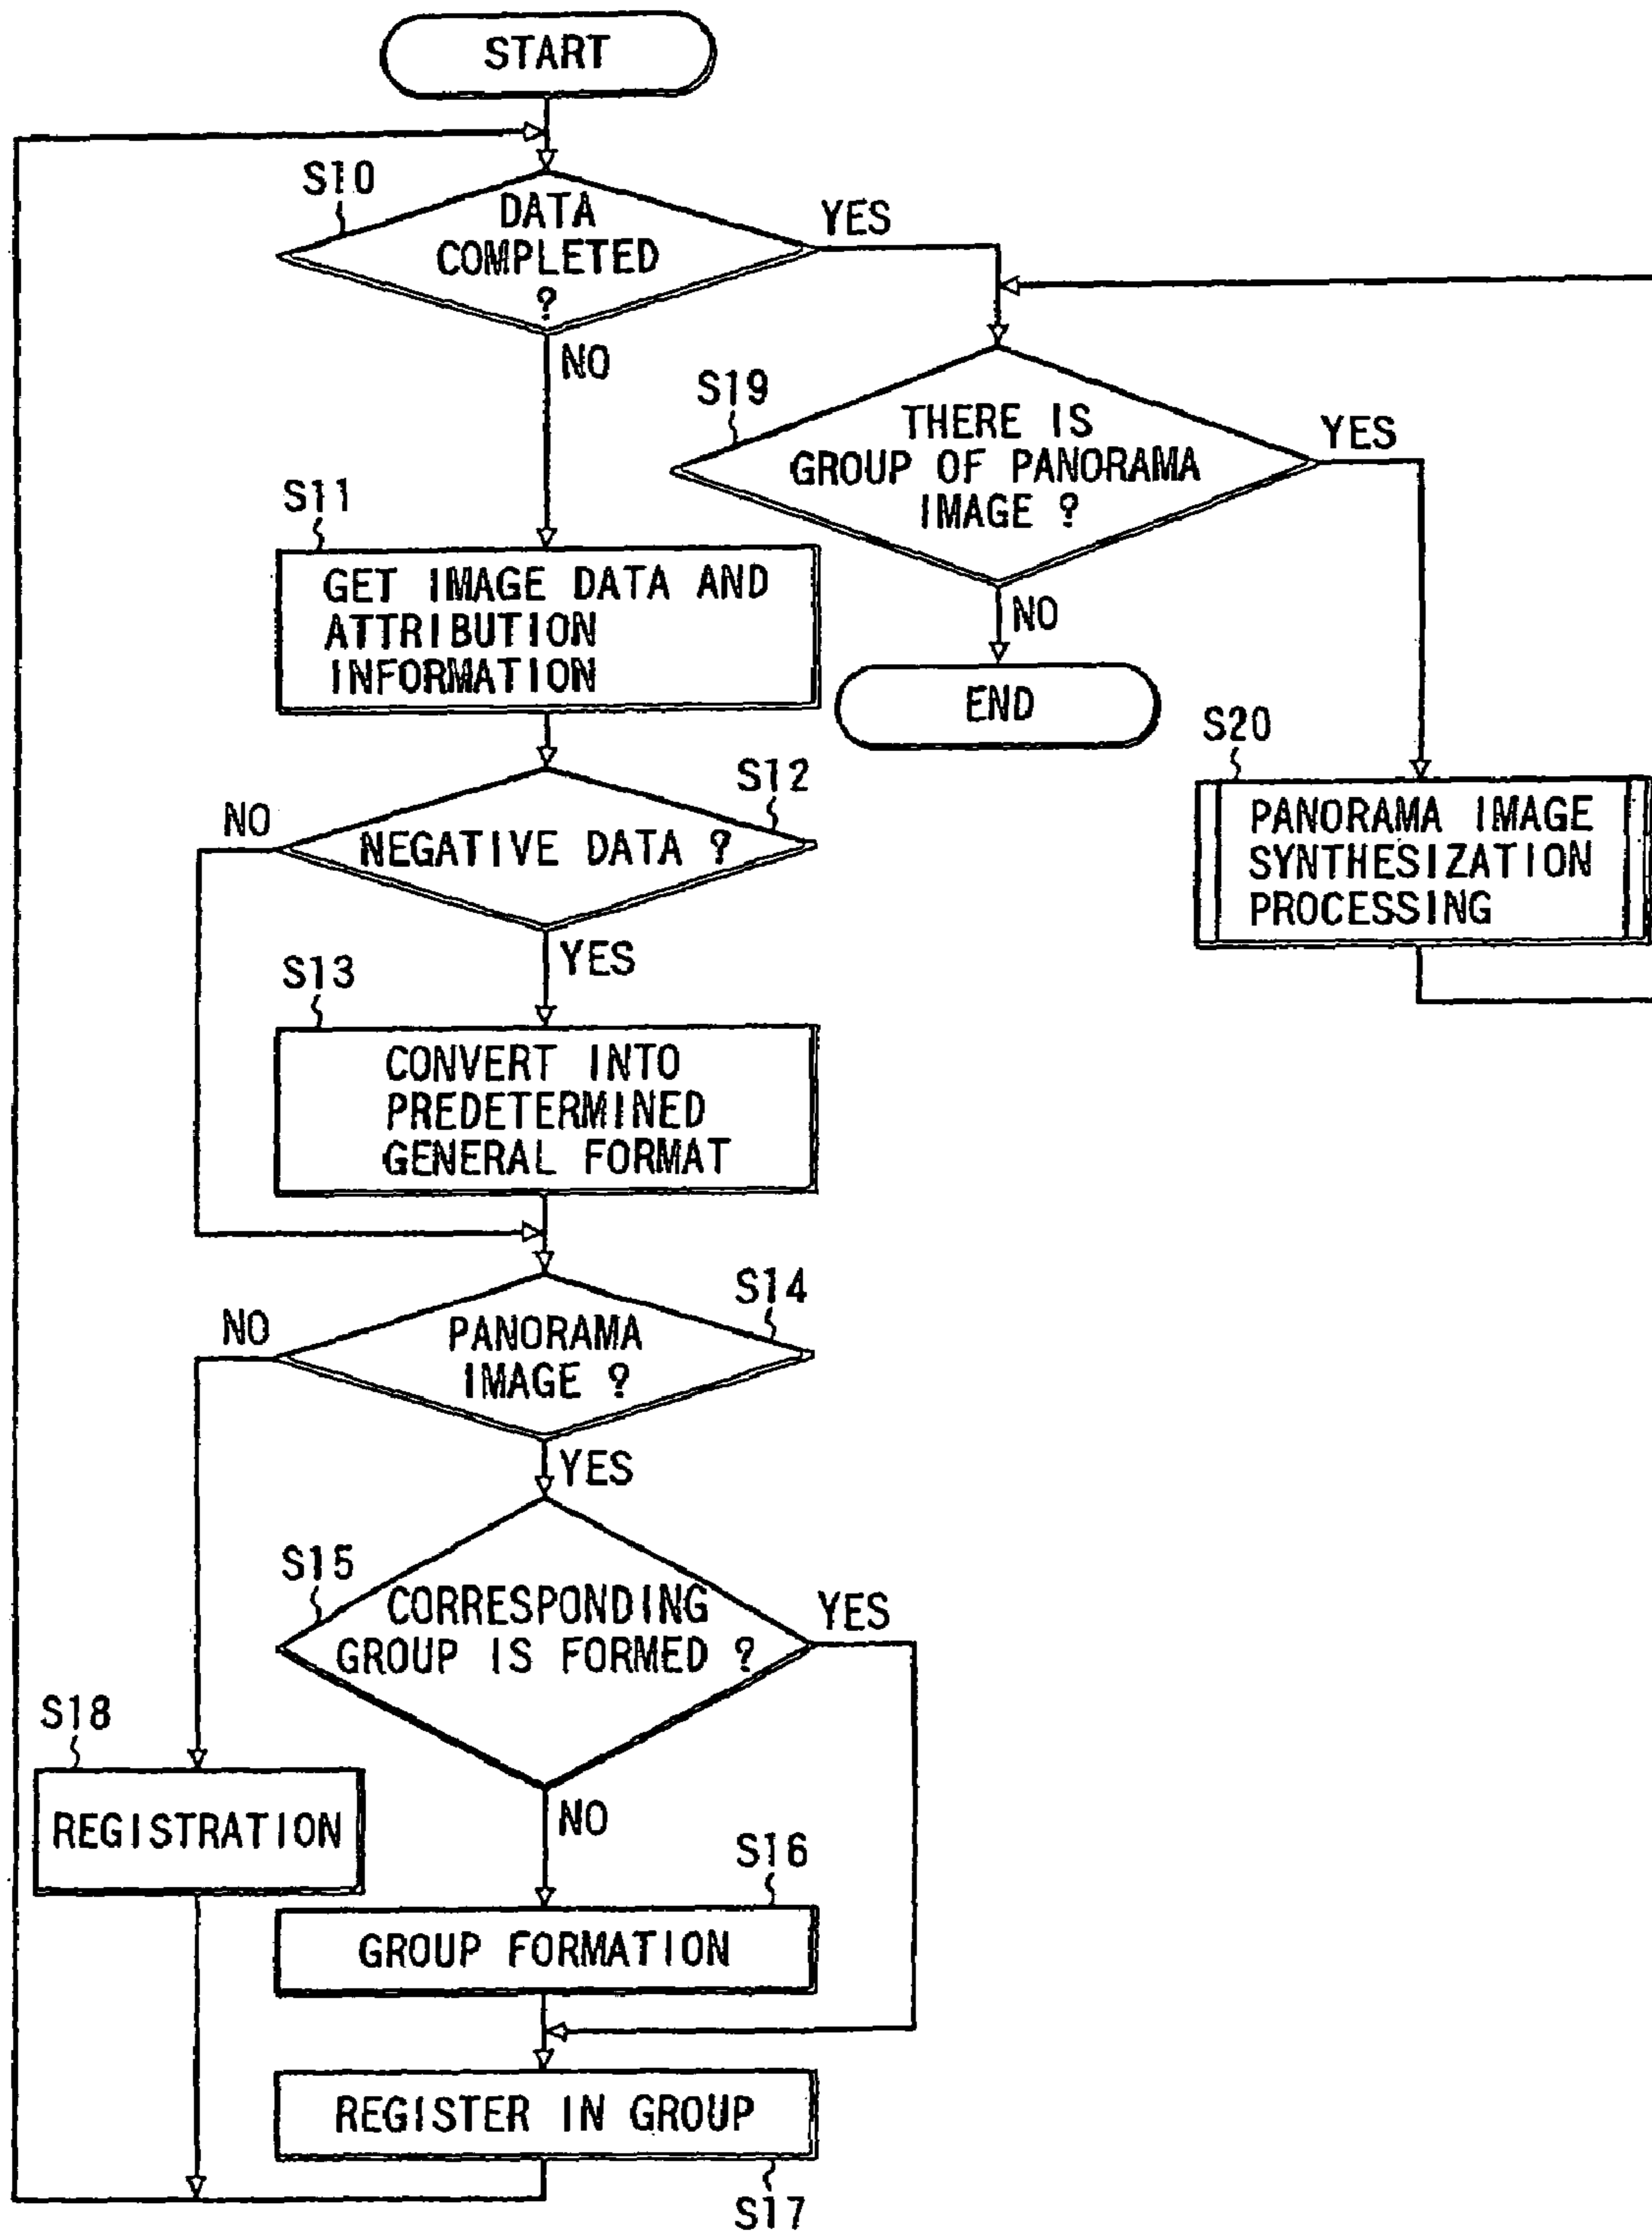 START
S10
DATA
COMPLETED
?
YES
NO
S19
THERE IS
GROUP OF PANORAMA
IMAGE ?
YES
NO
END
S11
GET IMAGE DATA AND
ATTRIBUTION
INFORMATION
S20
PANORAMA IMAGE
SYNTHESIZATION
PROCESSING
S12
NO
NEGATIVE DATA ?
YES
S13
CONVERT INTO
PREDETERMINED
GENERAL FORMAT
S14
NO
PANORAMA
IMAGE ?
YES
S15
CORRESPONDING
GROUP IS FORMED ?
YES
NO
S18
REGISTRATION
S16
GROUP FORMATION
REGISTER IN GROUP
S17